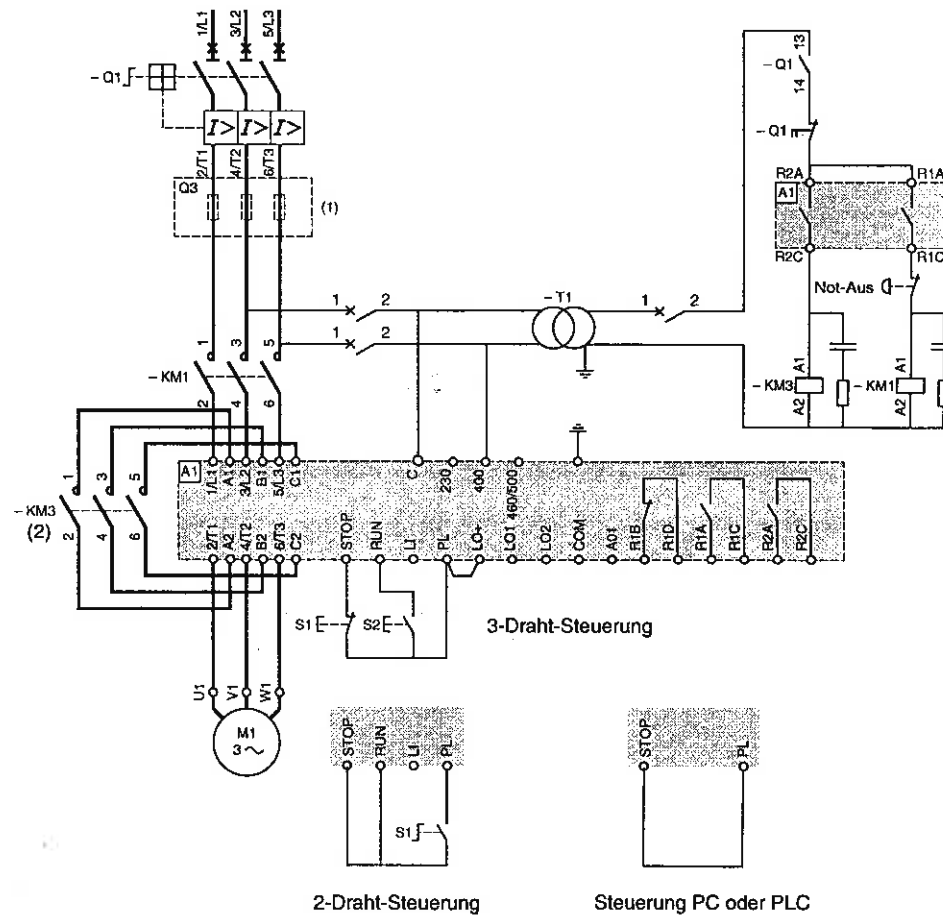 1/L1 3/L2 5/L3
– Q1
I> I> I>
2/T1 4/T2 6/T3
Q3
(1)
13
– Q1
14
– Q1
R2A R1A
A1
R2C R1C
Not-Aus
A1 A1
– KM3 – KM1
A2 A2
1 2 – T1 1 2
1 2
1 3 5
– KM1
2 4 6
1 3 5
– KM3
(2)
2 4 6
A1
1/L1 A1 3/L2 B1 5/L3 C1
C 230 400 460/500
2/T1 A2 4/T2 B2 6/T3 C2
STOP RUN LI PL LO+ LO1 LO2 COM A01 R1B R1D R1A R1C R2A R2C
S1 S2
3-Draht-Steuerung
U1 V1 W1
M1
3 ~
STOP RUN LI PL
S1
2-Draht-Steuerung
STOP PL
Steuerung PC oder PLC